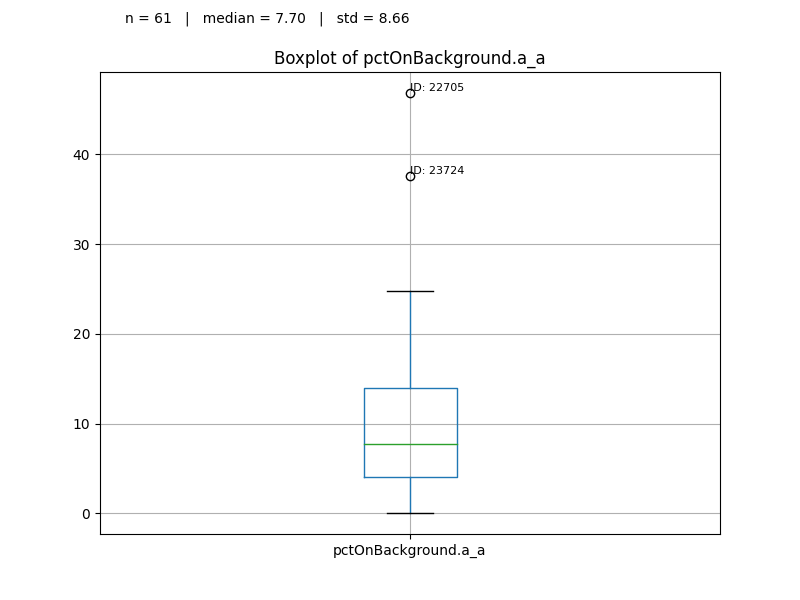 n = 61 | median = 7.70 | std = 8.66
Boxplot of pctOnBackground.a_a
ID: 22705
40
ID: 23724
30
20
10
0
pctOnBackground.a_a